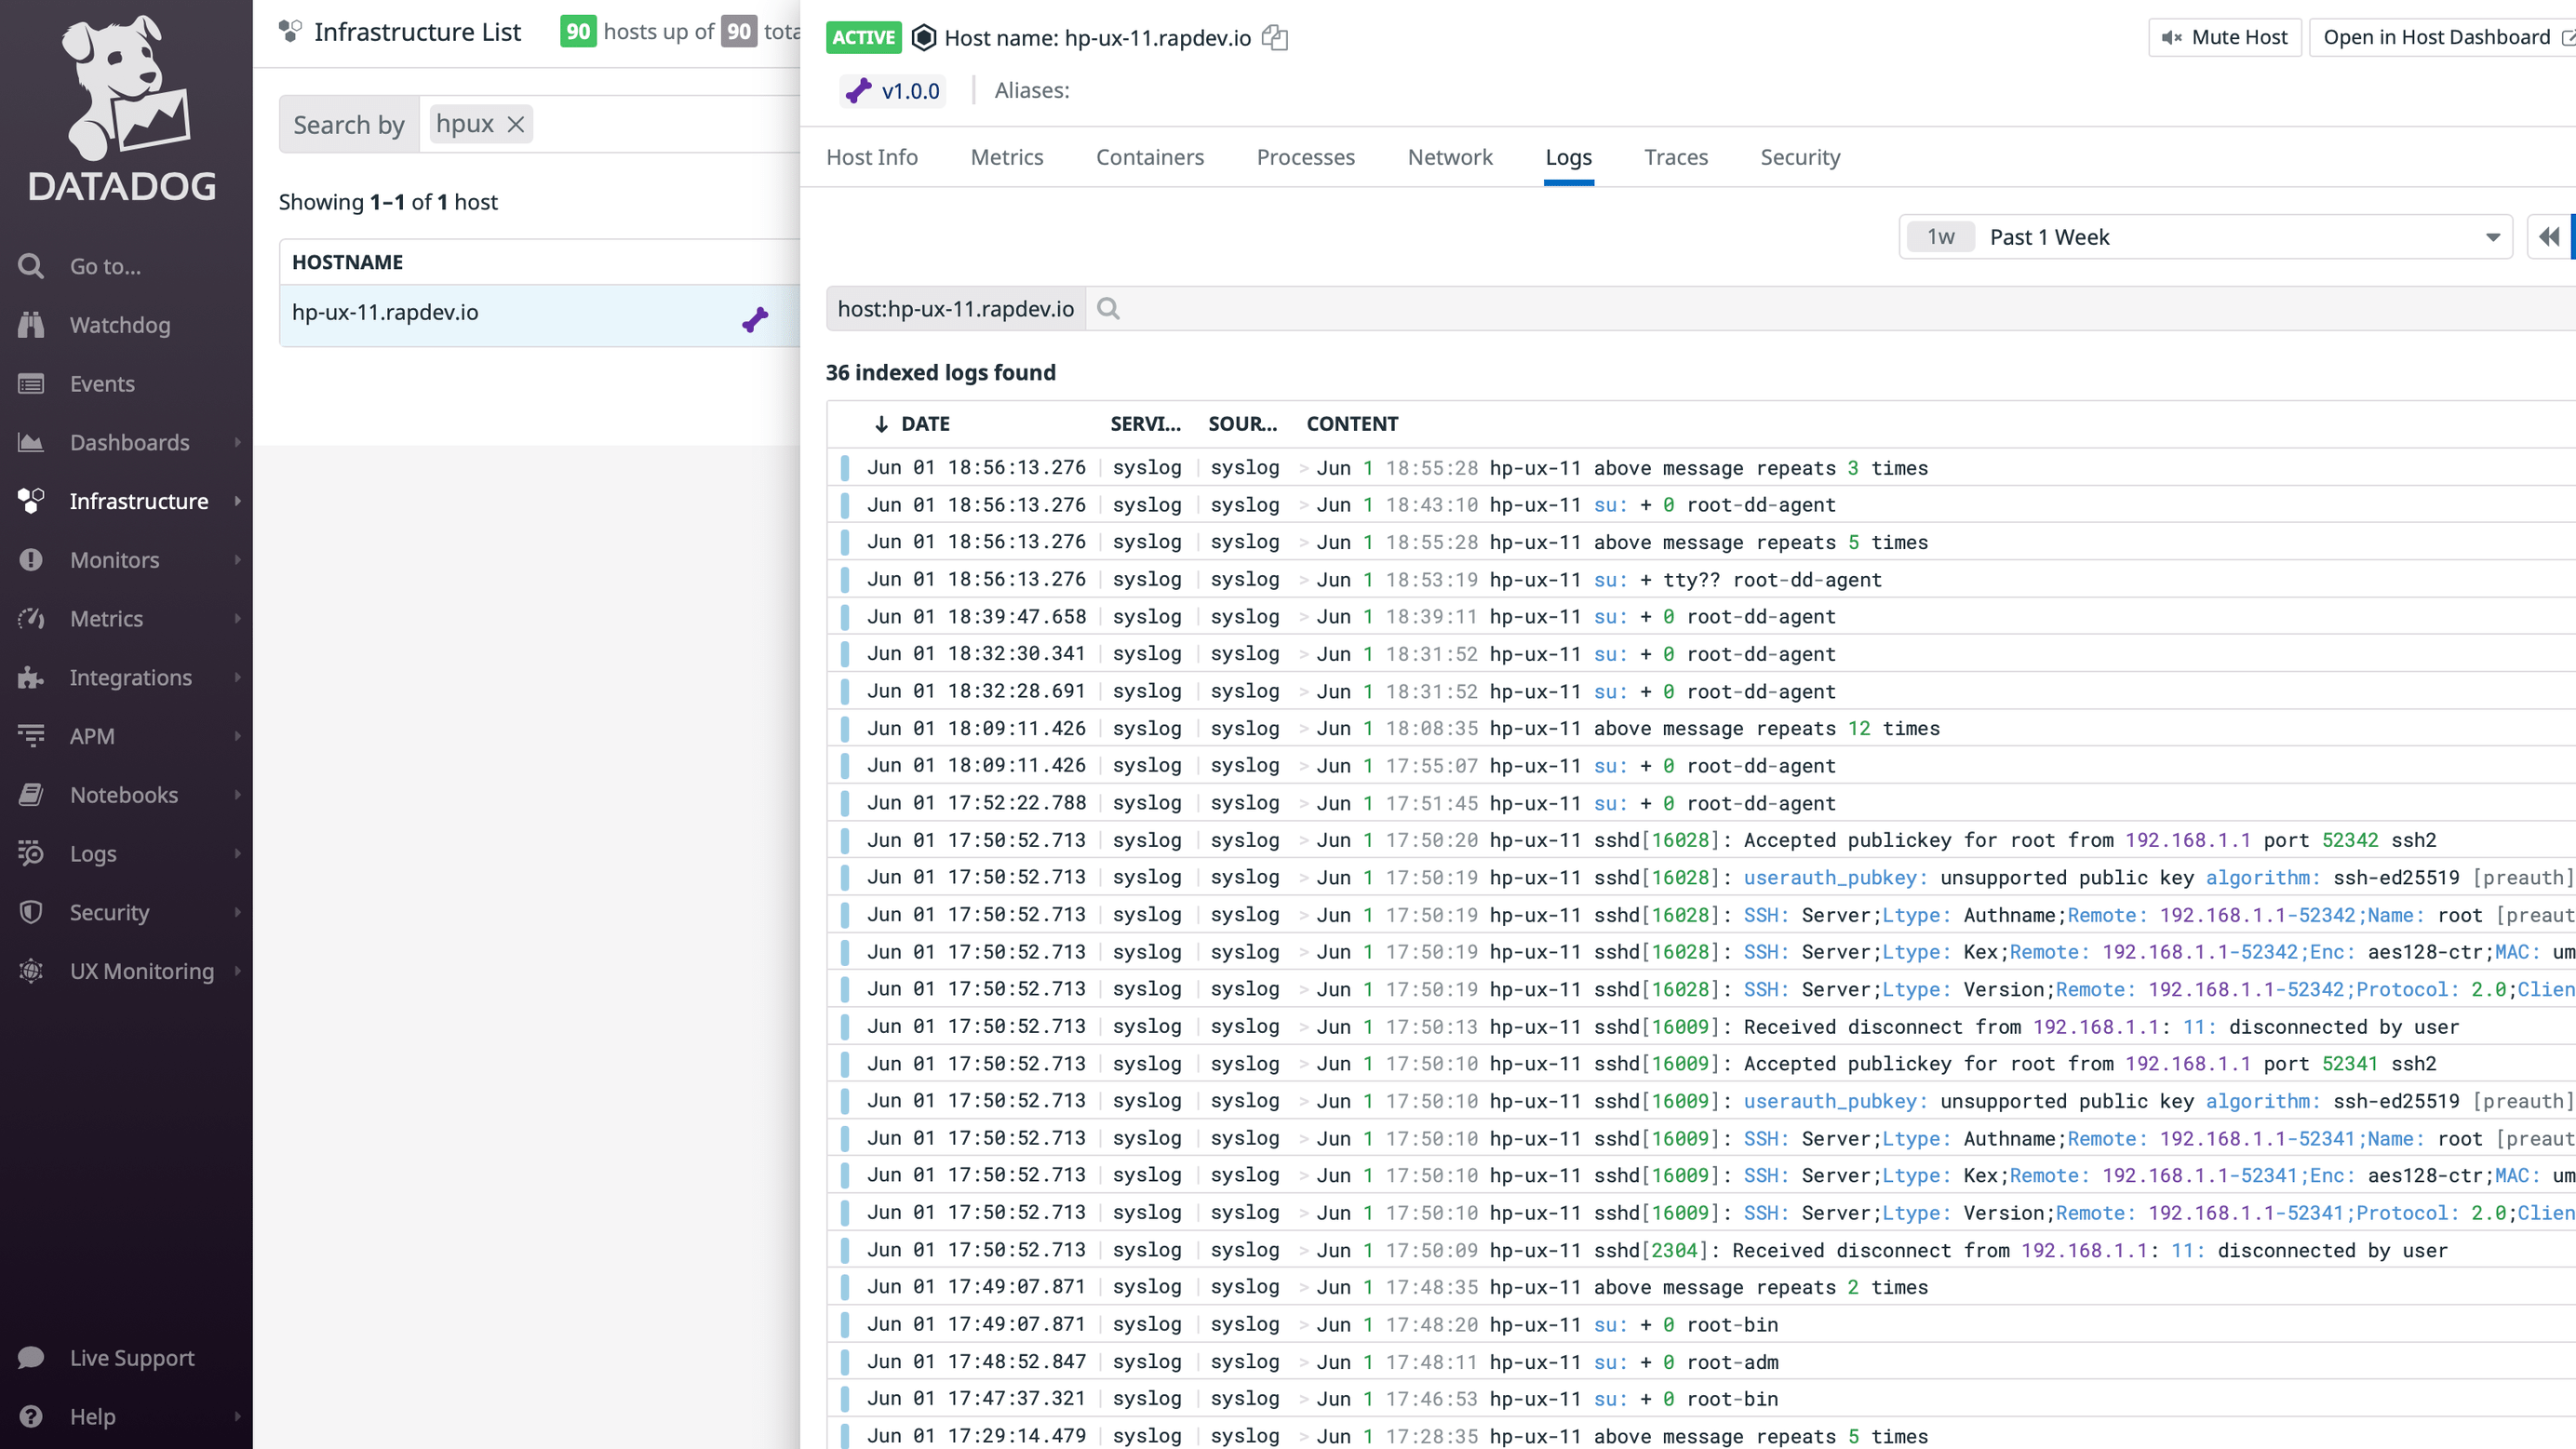 DATADOG
Go to...
Watchdog
Events
Dashboards
Infrastructure
Monitors
Metrics
Integrations
APM
Notebooks
Logs
Security
UX Monitoring
Live Support
Help
Infrastructure List 90 hosts up of 90 tota
Search by hpux
Showing 1–1 of 1 host
HOSTNAME
hp-ux-11.rapdev.io
ACTIVE Host name: hp-ux-11.rapdev.io Mute Host Open in Host Dashboard
v1.0.0 Aliases:
Host Info Metrics Containers Processes Network Logs Traces Security
1w Past 1 Week
host:hp-ux-11.rapdev.io
36 indexed logs found
DATE SERVI... SOUR... CONTENT
Jun 01 18:56:13.276 syslog syslog > Jun 1 18:55:28 hp-ux-11 above message repeats 3 times
Jun 01 18:56:13.276 syslog syslog > Jun 1 18:43:10 hp-ux-11 su: + 0 root-dd-agent
Jun 01 18:56:13.276 syslog syslog > Jun 1 18:55:28 hp-ux-11 above message repeats 5 times
Jun 01 18:56:13.276 syslog syslog > Jun 1 18:53:19 hp-ux-11 su: + tty?? root-dd-agent
Jun 01 18:39:47.658 syslog syslog > Jun 1 18:39:11 hp-ux-11 su: + 0 root-dd-agent
Jun 01 18:32:30.341 syslog syslog > Jun 1 18:31:52 hp-ux-11 su: + 0 root-dd-agent
Jun 01 18:32:28.691 syslog syslog > Jun 1 18:31:52 hp-ux-11 su: + 0 root-dd-agent
Jun 01 18:09:11.426 syslog syslog > Jun 1 18:08:35 hp-ux-11 above message repeats 12 times
Jun 01 18:09:11.426 syslog syslog > Jun 1 17:55:07 hp-ux-11 su: + 0 root-dd-agent
Jun 01 17:52:22.788 syslog syslog > Jun 1 17:51:45 hp-ux-11 su: + 0 root-dd-agent
Jun 01 17:50:52.713 syslog syslog > Jun 1 17:50:20 hp-ux-11 sshd[16028]: Accepted publickey for root from 192.168.1.1 port 52342 ssh2
Jun 01 17:50:52.713 syslog syslog > Jun 1 17:50:19 hp-ux-11 sshd[16028]: userauth_pubkey: unsupported public key algorithm: ssh-ed25519 [preauth]
Jun 01 17:50:52.713 syslog syslog > Jun 1 17:50:19 hp-ux-11 sshd[16028]: SSH: Server;Ltype: Authname;Remote: 192.168.1.1-52342;Name: root [preaut
Jun 01 17:50:52.713 syslog syslog > Jun 1 17:50:19 hp-ux-11 sshd[16028]: SSH: Server;Ltype: Kex;Remote: 192.168.1.1-52342;Enc: aes128-ctr;MAC: um
Jun 01 17:50:52.713 syslog syslog > Jun 1 17:50:19 hp-ux-11 sshd[16028]: SSH: Server;Ltype: Version;Remote: 192.168.1.1-52342;Protocol: 2.0;Clien
Jun 01 17:50:52.713 syslog syslog > Jun 1 17:50:13 hp-ux-11 sshd[16009]: Received disconnect from 192.168.1.1: 11: disconnected by user
Jun 01 17:50:52.713 syslog syslog > Jun 1 17:50:10 hp-ux-11 sshd[16009]: Accepted publickey for root from 192.168.1.1 port 52341 ssh2
Jun 01 17:50:52.713 syslog syslog > Jun 1 17:50:10 hp-ux-11 sshd[16009]: userauth_pubkey: unsupported public key algorithm: ssh-ed25519 [preauth]
Jun 01 17:50:52.713 syslog syslog > Jun 1 17:50:10 hp-ux-11 sshd[16009]: SSH: Server;Ltype: Authname;Remote: 192.168.1.1-52341;Name: root [preaut
Jun 01 17:50:52.713 syslog syslog > Jun 1 17:50:10 hp-ux-11 sshd[16009]: SSH: Server;Ltype: Kex;Remote: 192.168.1.1-52341;Enc: aes128-ctr;MAC: um
Jun 01 17:50:52.713 syslog syslog > Jun 1 17:50:10 hp-ux-11 sshd[16009]: SSH: Server;Ltype: Version;Remote: 192.168.1.1-52341;Protocol: 2.0;Clien
Jun 01 17:50:52.713 syslog syslog > Jun 1 17:50:09 hp-ux-11 sshd[2304]: Received disconnect from 192.168.1.1: 11: disconnected by user
Jun 01 17:49:07.871 syslog syslog > Jun 1 17:48:35 hp-ux-11 above message repeats 2 times
Jun 01 17:49:07.871 syslog syslog > Jun 1 17:48:20 hp-ux-11 su: + 0 root-bin
Jun 01 17:48:52.847 syslog syslog > Jun 1 17:48:11 hp-ux-11 su: + 0 root-adm
Jun 01 17:47:37.321 syslog syslog > Jun 1 17:46:53 hp-ux-11 su: + 0 root-bin
Jun 01 17:29:14.479 syslog syslog > Jun 1 17:28:35 hp-ux-11 above message repeats 5 times